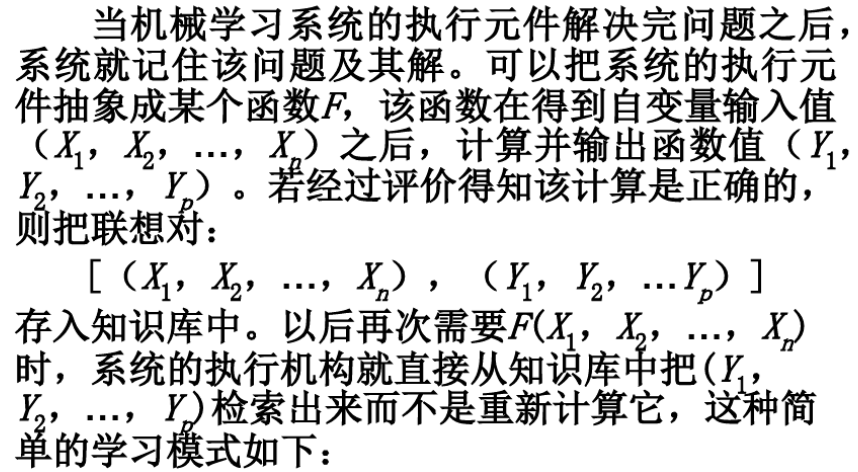 当机械学习系统的执行元件解决完问题之后，
系统就记住该问题及其解。可以把系统的执行元
件抽象成某个函数F，该函数在得到自变量输入值
（X₁，X₂，…，Xₙ）之后，计算并输出函数值（Y₁，
Y₂，…，Yₚ）。若经过评价得知该计算是正确的，
则把联想对：
[（X₁，X₂，…，Xₙ），（Y₁，Y₂，…Yₚ）]
存入知识库中。以后再次需要F(X₁，X₂，…，Xₙ)
时，系统的执行机构就直接从知识库中把(Y₁，
Y₂，…，Yₚ)检索出来而不是重新计算它，这种简
单的学习模式如下：